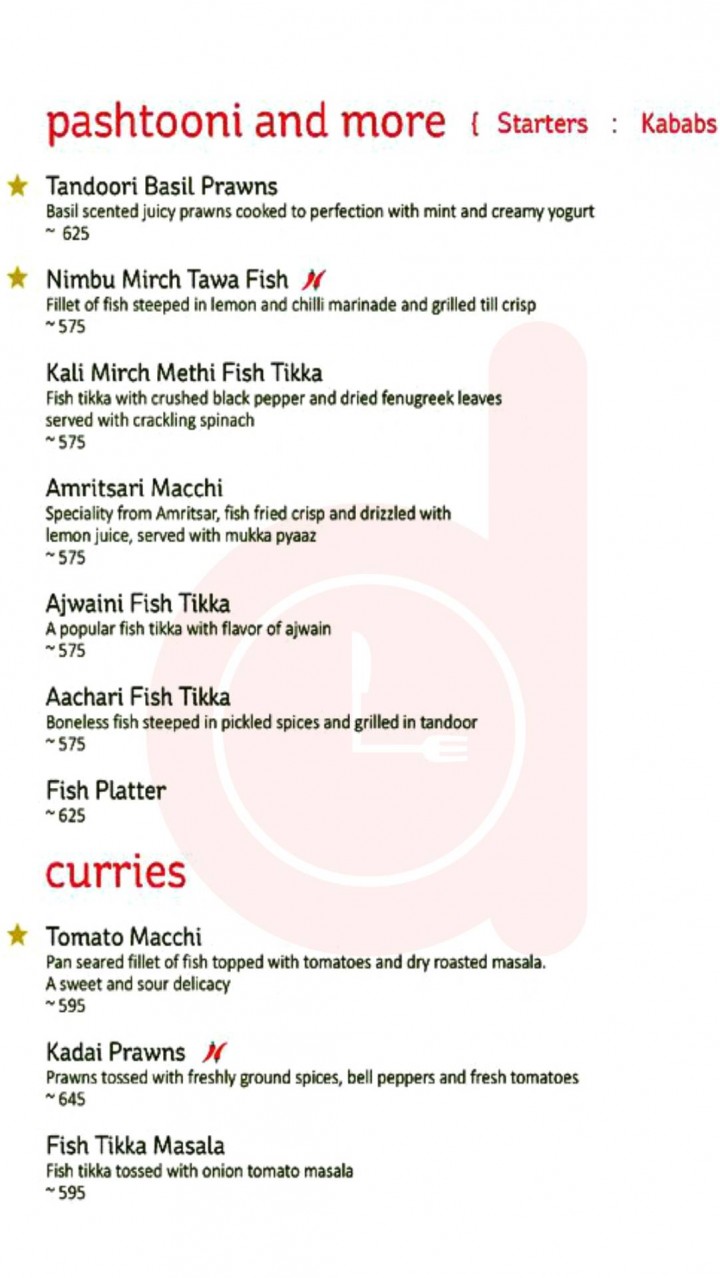 pashtooni and more { Starters : Kababs
Tandoori Basil Prawns
Basil scented juicy prawns cooked to perfection with mint and creamy yogurt
~ 625
Nimbu Mirch Tawa Fish
Fillet of fish steeped in lemon and chilli marinade and grilled till crisp
~ 575
Kali Mirch Methi Fish Tikka
Fish tikka with crushed black pepper and dried fenugreek leaves
served with crackling spinach
~ 575
Amritsari Macchi
Speciality from Amritsar, fish fried crisp and drizzled with
lemon juice, served with mukka pyaaz
~ 575
Ajwaini Fish Tikka
A popular fish tikka with flavor of ajwain
~ 575
Aachari Fish Tikka
Boneless fish steeped in pickled spices and grilled in tandoor
~ 575
Fish Platter
~ 625
curries
Tomato Macchi
Pan seared fillet of fish topped with tomatoes and dry roasted masala.
A sweet and sour delicacy
~ 595
Kadai Prawns
Prawns tossed with freshly ground spices, bell peppers and fresh tomatoes
~ 645
Fish Tikka Masala
Fish tikka tossed with onion tomato masala
~ 595